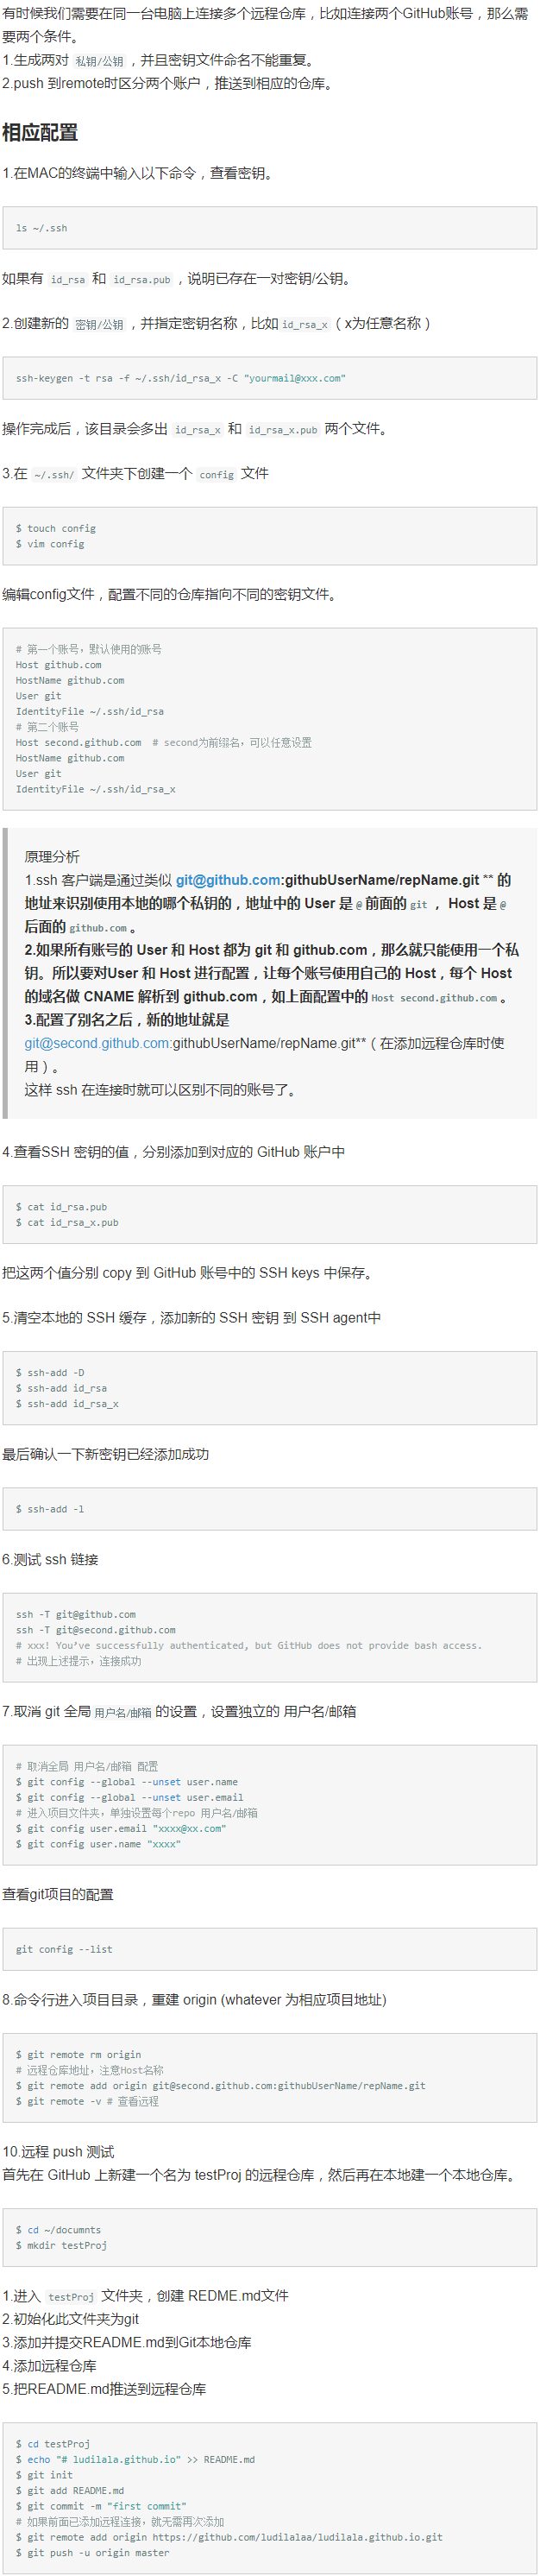 有时候我们需要在同一台电脑上连接多个远程仓库，比如连接两个GitHub账号，那么需
要两个条件。
1.生成两对 私钥/公钥 ，并且密钥文件命名不能重复。
2.push 到remote时区分两个账户，推送到相应的仓库。
相应配置
1.在MAC的终端中输入以下命令，查看密钥。
ls ~/.ssh
如果有 id_rsa 和 id_rsa.pub ，说明已存在一对密钥/公钥。
2.创建新的 密钥/公钥 ，并指定密钥名称，比如 id_rsa_x （ x为任意名称 ）
ssh-keygen -t rsa -f ~/.ssh/id_rsa_x -C "yourmail@xxx.com"
操作完成后，该目录会多出 id_rsa_x 和 id_rsa_x.pub 两个文件。
3.在 ~/.ssh/ 文件夹下创建一个 config 文件
$ touch config
$ vim config
编辑config文件，配置不同的仓库指向不同的密钥文件。
# 第一个账号，默认使用的账号
Host github.com
HostName github.com
User git
IdentityFile ~/.ssh/id_rsa
# 第二个账号
Host second.github.com  # second为前缀名，可以任意设置
HostName github.com
User git
IdentityFile ~/.ssh/id_rsa_x
原理分析
1.ssh 客户端是通过类似 git@github.com:githubUserName/repName.git ** 的
地址来识别使用本地的哪个私钥的，地址中的 User 是 @ 前面的 git ， Host 是 @
后面的 github.com 。
2.如果所有账号的 User 和 Host 都为 git 和 github.com，那么就只能使用一个私
钥。所以要对User 和 Host 进行配置，让每个账号使用自己的 Host，每个 Host
的域名做 CNAME 解析到 github.com，如上面配置中的 Host second.github.com 。
3.配置了别名之后，新的地址就是
git@second.github.com:githubUserName/repName.git**（ 在添加远程仓库时使
用 ）。
这样 ssh 在连接时就可以区别不同的账号了。
4.查看SSH 密钥的值，分别添加到对应的 GitHub 账户中
$ cat id_rsa.pub
$ cat id_rsa_x.pub
把这两个值分别 copy 到 GitHub 账号中的 SSH keys 中保存。
5.清空本地的 SSH 缓存，添加新的 SSH 密钥 到 SSH agent中
$ ssh-add -D
$ ssh-add id_rsa
$ ssh-add id_rsa_x
最后确认一下新密钥已经添加成功
$ ssh-add -l
6.测试 ssh 链接
ssh -T git@github.com
ssh -T git@second.github.com
# xxx! You’ve successfully authenticated, but GitHub does not provide bash access.
# 出现上述提示，连接成功
7.取消 git 全局 用户名/邮箱 的设置，设置独立的 用户名/邮箱
# 取消全局 用户名/邮箱 配置
$ git config --global --unset user.name
$ git config --global --unset user.email
# 进入项目文件夹，单独设置每个repo 用户名/邮箱
$ git config user.email "xxxx@xx.com"
$ git config user.name "xxxx"
查看git项目的配置
git config --list
8.命令行进入项目目录，重建 origin (whatever 为相应项目地址)
$ git remote rm origin
# 远程仓库地址，注意Host名称
$ git remote add origin git@second.github.com:githubUserName/repName.git
$ git remote -v # 查看远程
10.远程 push 测试
首先在 GitHub 上新建一个名为 testProj 的远程仓库，然后再在本地建一个本地仓库。
$ cd ~/documnts
$ mkdir testProj
1.进入 testProj 文件夹，创建 REDME.md文件
2.初始化此文件夹为git
3.添加并提交README.md到Git本地仓库
4.添加远程仓库
5.把README.md推送到远程仓库
$ cd testProj
$ echo "# ludilala.github.io" >> README.md
$ git init
$ git add README.md
$ git commit -m "first commit"
# 如果前面已添加远程连接，就无需再次添加
$ git remote add origin https://github.com/ludilalaa/ludilala.github.io.git
$ git push -u origin master